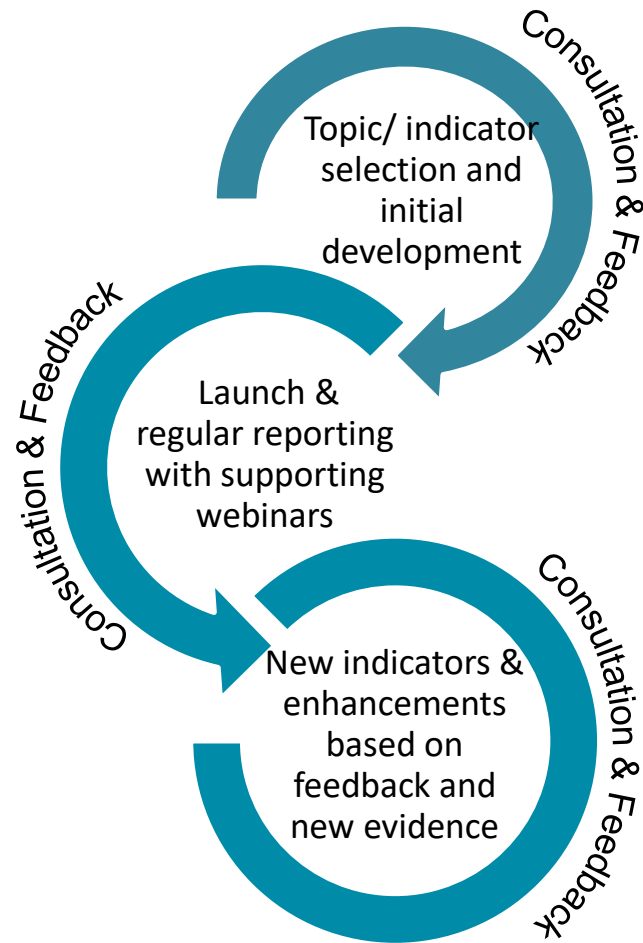 Consultation & Feedback
Topic/ indicator
selection and
initial
development
Consultation & Feedback
Launch &
regular reporting
with supporting
webinars
Consultation & Feedback
New indicators &
enhancements
based on
feedback and
new evidence